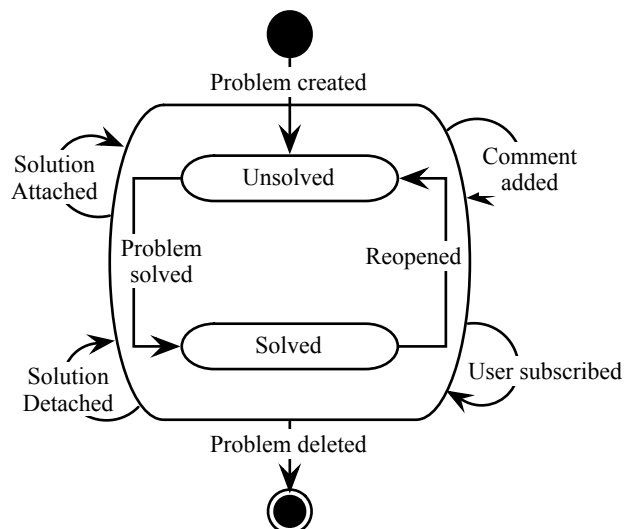 Problem created
Solution
Attached
Unsolved
Comment
added
Problem
solved
Reopened
Solved
Solution
Detached
User subscribed
Problem deleted